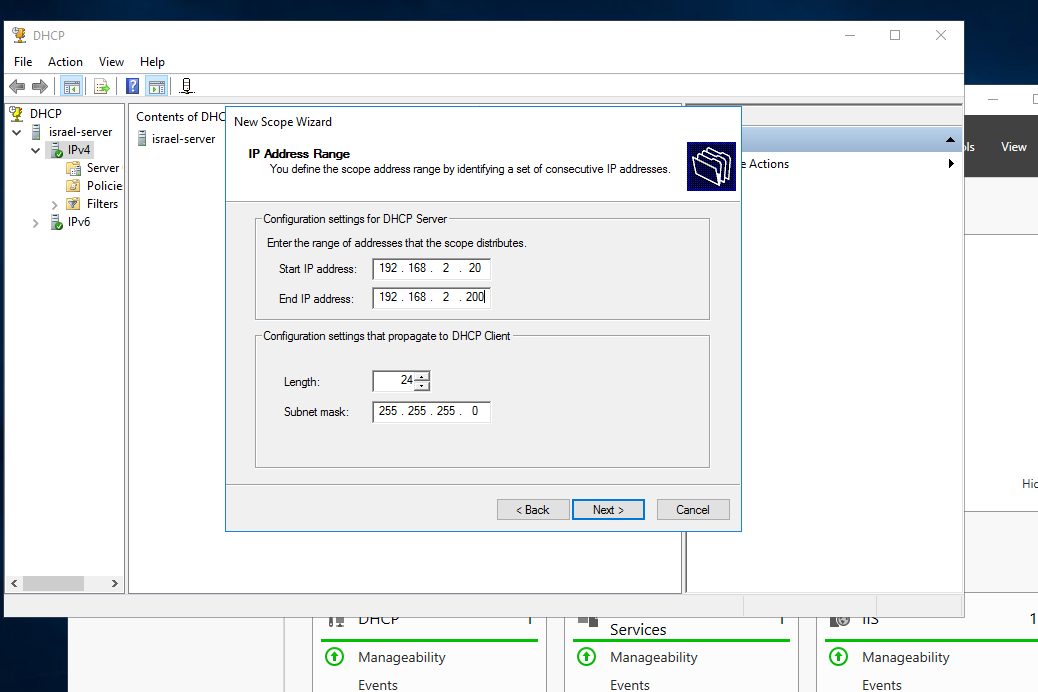 DHCP
File Action View Help
DHCP
israel-server
IPv4
Server
Policie
Filters
IPv6
Contents of DHC
israel-server
New Scope Wizard
IP Address Range
You define the scope address range by identifying a set of consecutive IP addresses.
Configuration settings for DHCP Server
Enter the range of addresses that the scope distributes.
Start IP address: 192 . 168 . 2 . 20
End IP address: 192 . 168 . 2 . 200
Configuration settings that propagate to DHCP Client
Length: 24
Subnet mask: 255 . 255 . 255 . 0
< Back Next > Cancel
e Actions
ols View
Hid
DHCP 1
Services 1
IIS 1
Manageability
Events
Manageability
Events
Manageability
Events